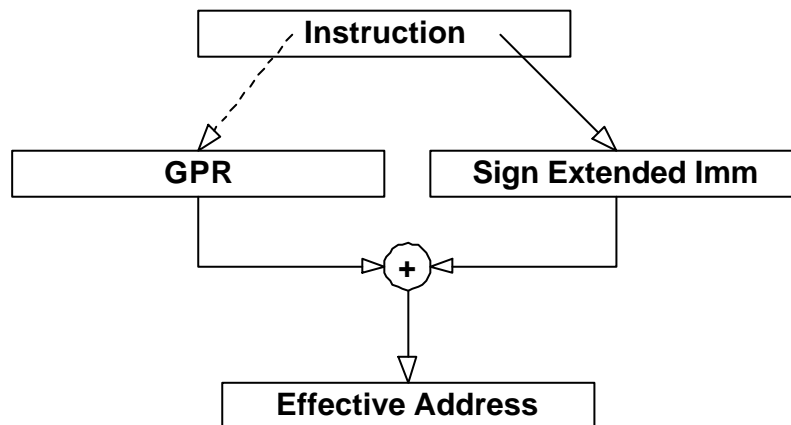 Instruction
GPR
Sign Extended Imm
+
Effective Address